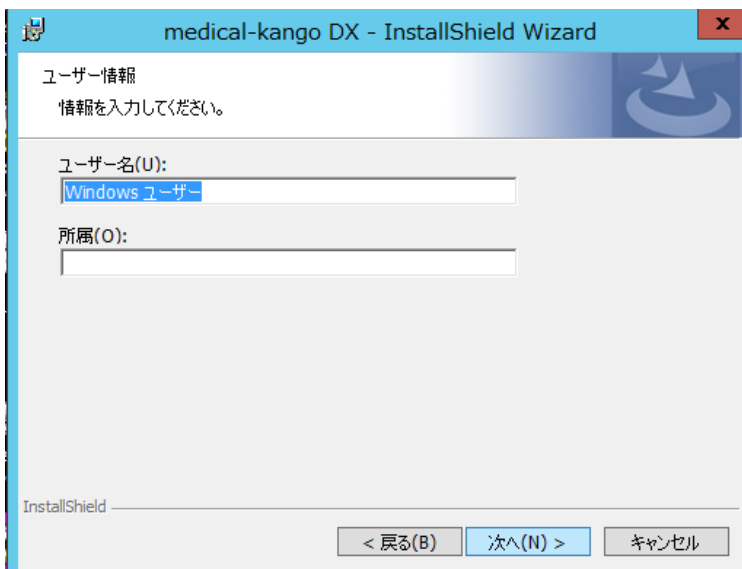 medical-kango DX - InstallShield Wizard
x
ユーザー情報
情報を入力してください。
ユーザー名(U):
Windows ユーザー
所属(O):
InstallShield
< 戻る(B)
次へ(N) >
キャンセル